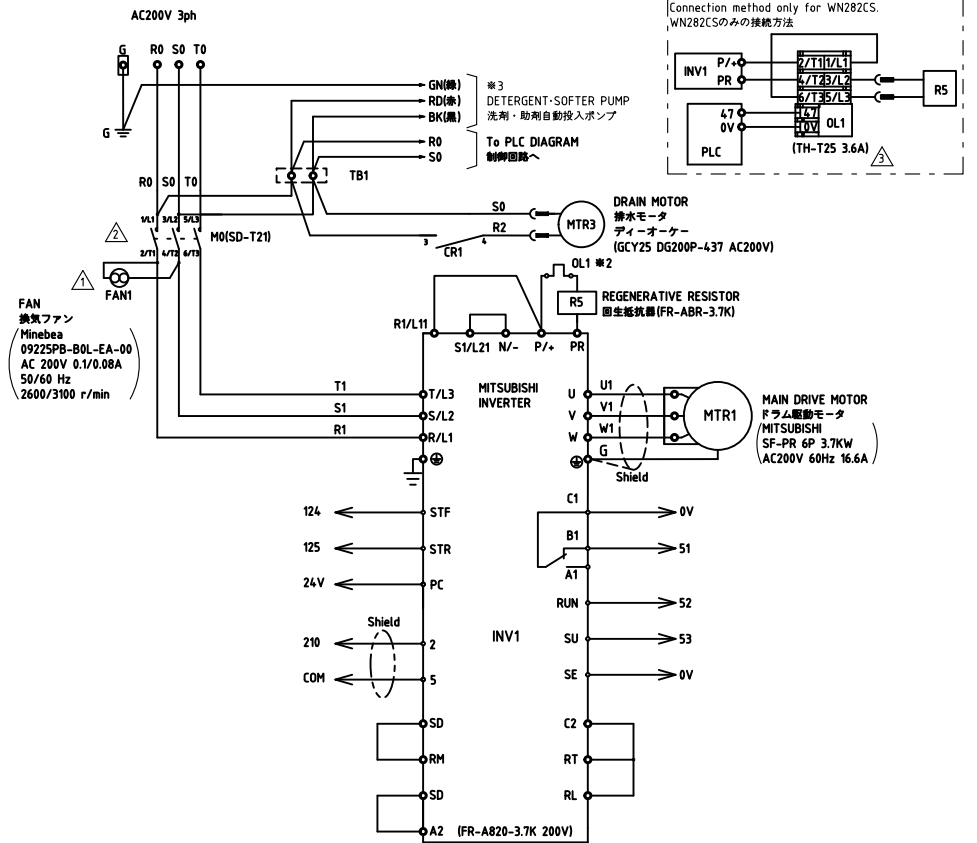 AC200V 3ph
G R0 S0 T0
G
GN(緑)
RD(赤)
BK(黒)
※3
DETERGENT·SOFTER PUMP
洗剤・助剤自動投入ポンプ
R0
S0
To PLC DIAGRAM
制御回路へ
TB1
Connection method only for WN282CS.
WN282CSのみの接続方法
INV1
P/+
PR
2/T1 1/L1
4/T2 3/L2
6/T3 5/L3
R5
PLC
47
0V
47
0V
OL1
(TH-T25 3.6A)
3
R0 S0 T0
1/L1 3/L2 5/L3
2/T1 4/T2 6/T3
M0(SD-T21)
2
1
FAN1
FAN
換気ファン
Minebea
09225PB-B0L-EA-00
AC 200V 0.1/0.08A
50/60 Hz
2600/3100 r/min
S0
R2
3
4
CR1
MTR3
DRAIN MOTOR
排水モータ
ディーオーケー
(GCY25 DG200P-437 AC200V)
OL1 ※2
R5
REGENERATIVE RESISTOR
回生抵抗器(FR-ABR-3.7K)
R1/L11
S1/L21 N/- P/+ PR
T1
S1
R1
T/L3
S/L2
R/L1
MITSUBISHI
INVERTER
U
V
W
U1
V1
W1
G
Shield
MTR1
MAIN DRIVE MOTOR
ドラム駆動モータ
MITSUBISHI
SF-PR 6P 3.7KW
AC200V 60Hz 16.6A
124
STF
125
STR
24V
PC
Shield
210
2
COM
5
SD
RM
SD
A2
INV1
(FR-A820-3.7K 200V)
C1
0V
B1
51
A1
RUN
52
SU
53
SE
0V
C2
RT
RL